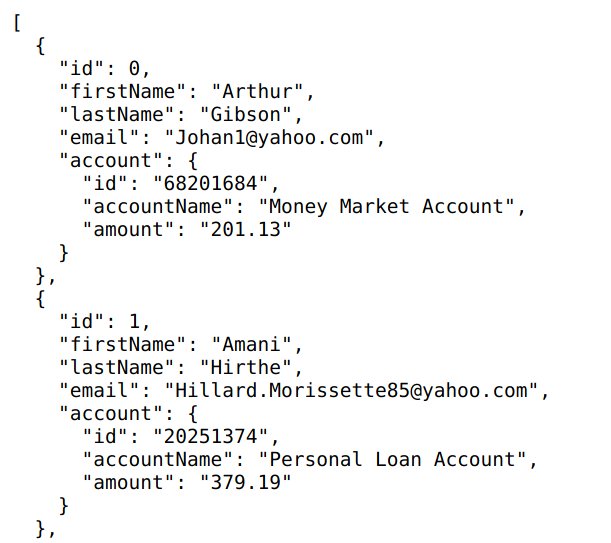 [
  {
    "id": 0,
    "firstName": "Arthur",
    "lastName": "Gibson",
    "email": "Johan1@yahoo.com",
    "account": {
      "id": "68201684",
      "accountName": "Money Market Account",
      "amount": "201.13"
    }
  },
  {
    "id": 1,
    "firstName": "Amani",
    "lastName": "Hirthe",
    "email": "Hillard.Morissette85@yahoo.com",
    "account": {
      "id": "20251374",
      "accountName": "Personal Loan Account",
      "amount": "379.19"
    }
  },